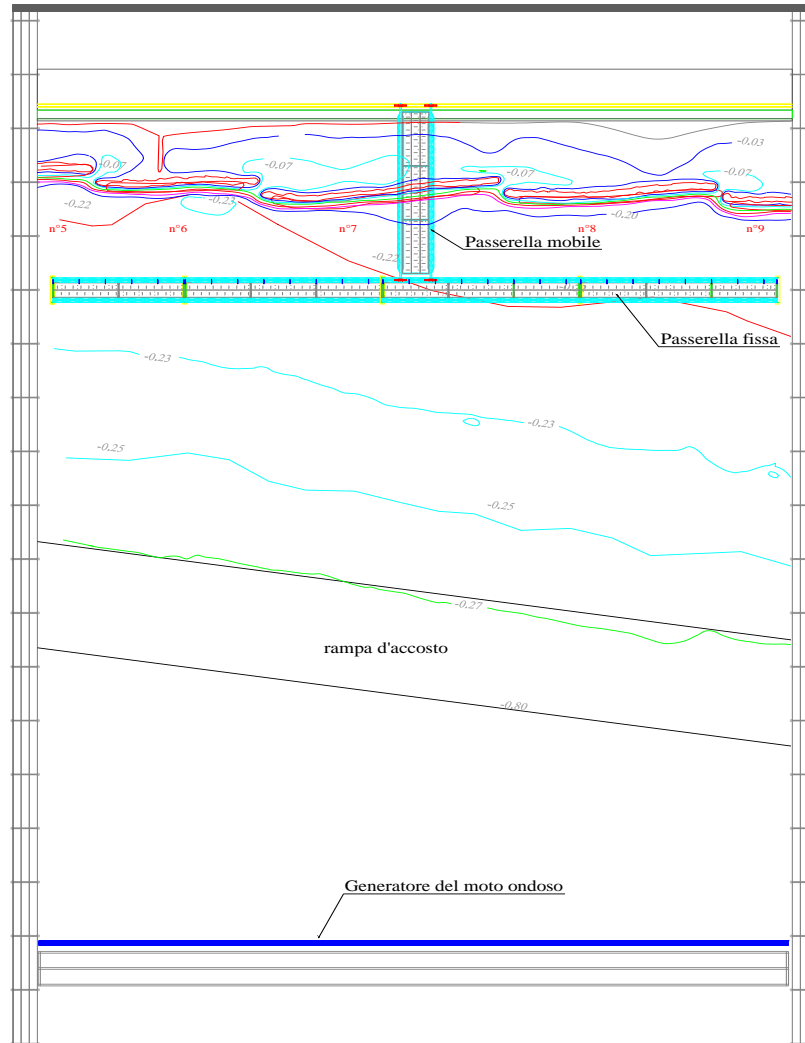 -0.03
-0.07
-0.07
-0.07
-0.22
-0.23
-0.20
n°5
n°6
n°7
n°8
n°9
Passerella mobile
-0.22
Passerella fissa
-0.23
-0.23
-0.25
-0.25
-0.27
rampa d'accosto
-0.80
Generatore del moto ondoso